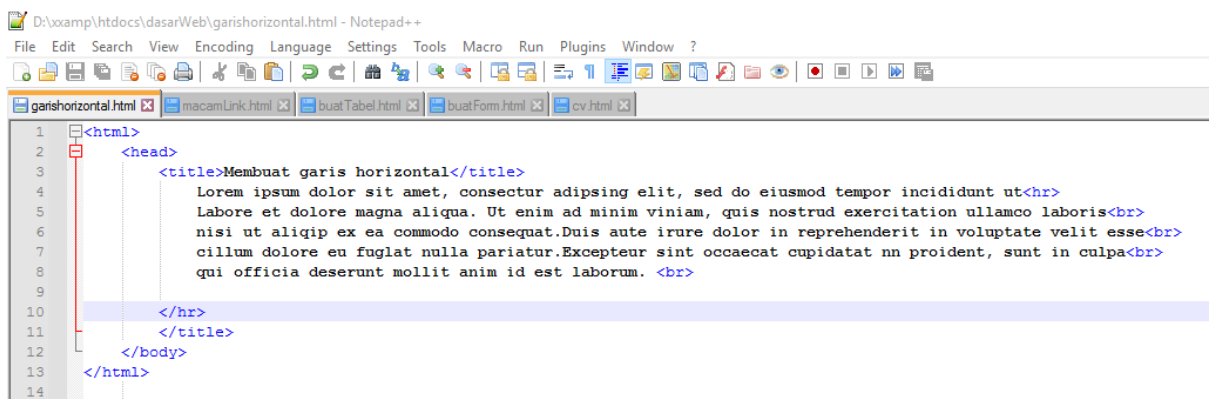 D:\xxamp\htdocs\dasarWeb\garishorizontal.html - Notepad++
File Edit Search View Encoding Language Settings Tools Macro Run Plugins Window ?
garishorizontal.html macamLink.html buatTabel.html buatForm.html cv.html
1 <html>
2 <head>
3 <title>Membuat garis horizontal</title>
4 Lorem ipsum dolor sit amet, consectur adipsing elit, sed do eiusmod tempor incididunt ut<hr>
5 Labore et dolore magna aliqua. Ut enim ad minim viniam, quis nostrud exercitation ullamco laboris<br>
6 nisi ut aliqip ex ea commodo consequat.Duis aute irure dolor in reprehenderit in voluptate velit esse<br>
7 cillum dolore eu fuglat nulla pariatur.Excepteur sint occaecat cupidatat nn proident, sunt in culpa<br>
8 qui officia deserunt mollit anim id est laborum. <br>
9
10 </hr>
11 </title>
12 </body>
13 </html>
14